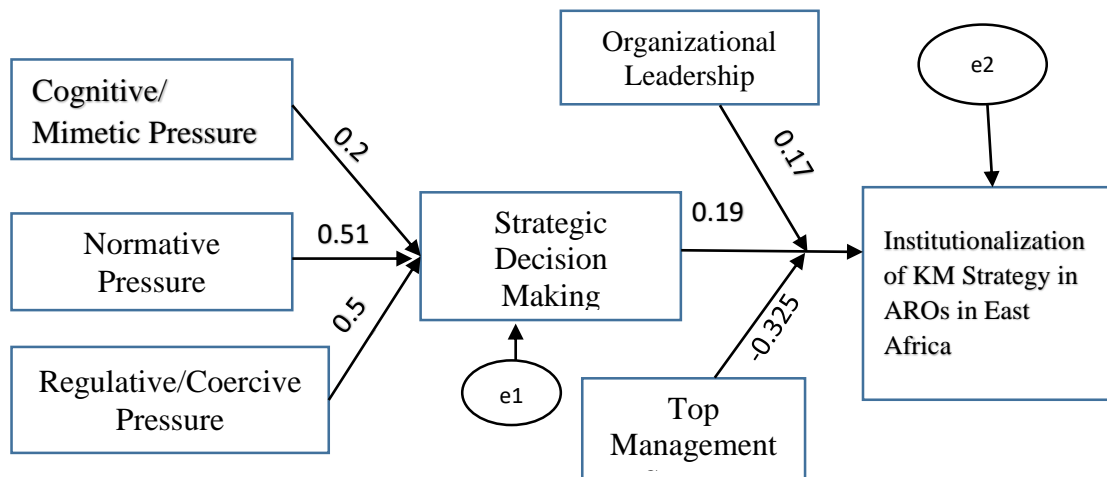 Cognitive/
Mimetic Pressure
0.2
Normative
Pressure
0.51
Regulative/Coercive
Pressure
0.5
Strategic
Decision
Making
e1
0.19
Organizational
Leadership
0.17
Top
Management
-0.325
e2
Institutionalization
of KM Strategy in
AROs in East
Africa